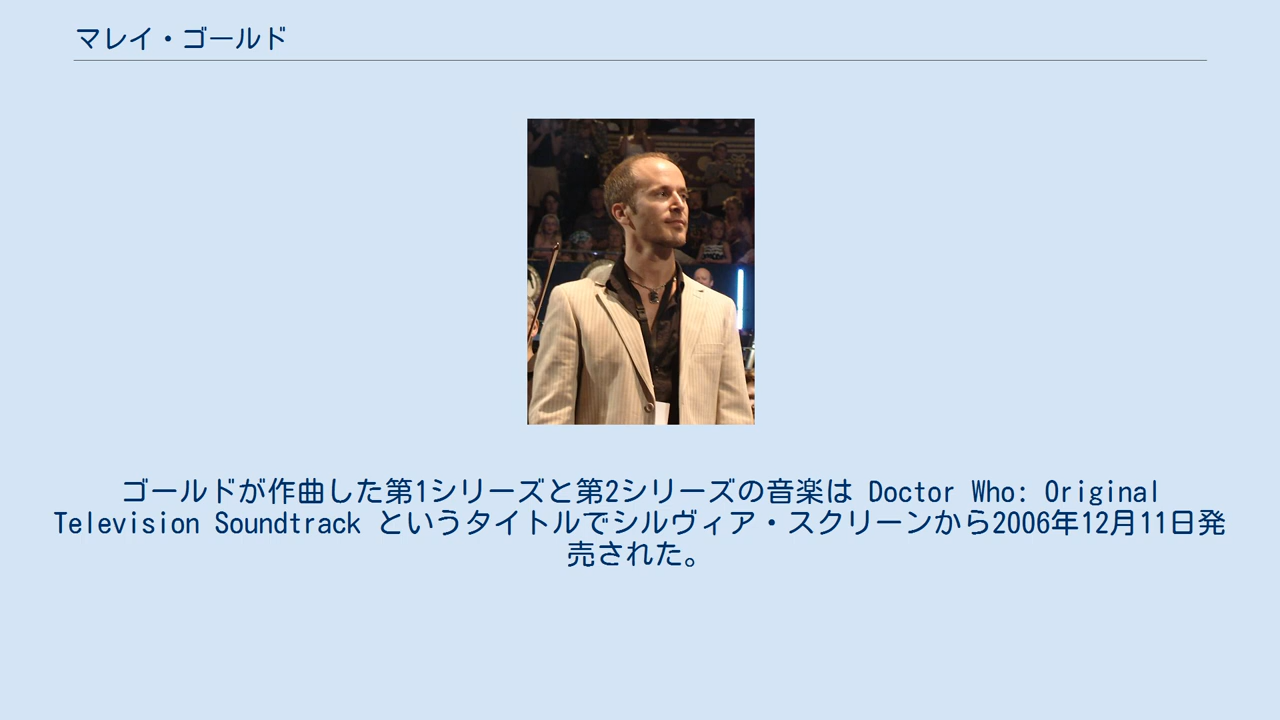 マレイ・ゴールド
ゴールドが作曲した第1シリーズと第2シリーズの音楽は Doctor Who: Original
Television Soundtrack というタイトルでシルヴィア・スクリーンから2006年12月11日発
売された。